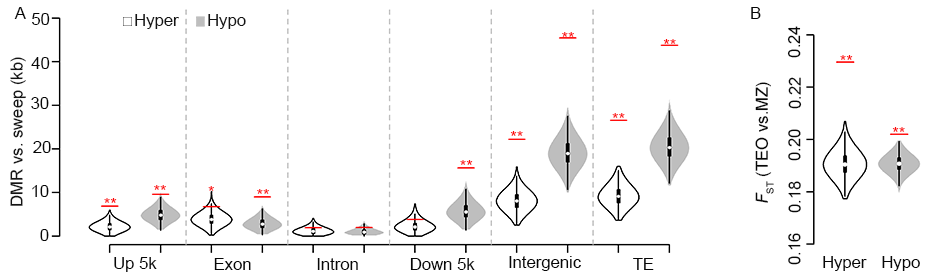 A
Hyper Hypo
DMR vs. sweep (kb)
50
40
30
20
10
0
** ** * ** ** ** ** ** **
Up 5k Exon Intron Down 5k Intergenic TE
B
FST (TEO vs.MZ)
0.24
0.22
0.20
0.18
0.16
** **
Hyper Hypo